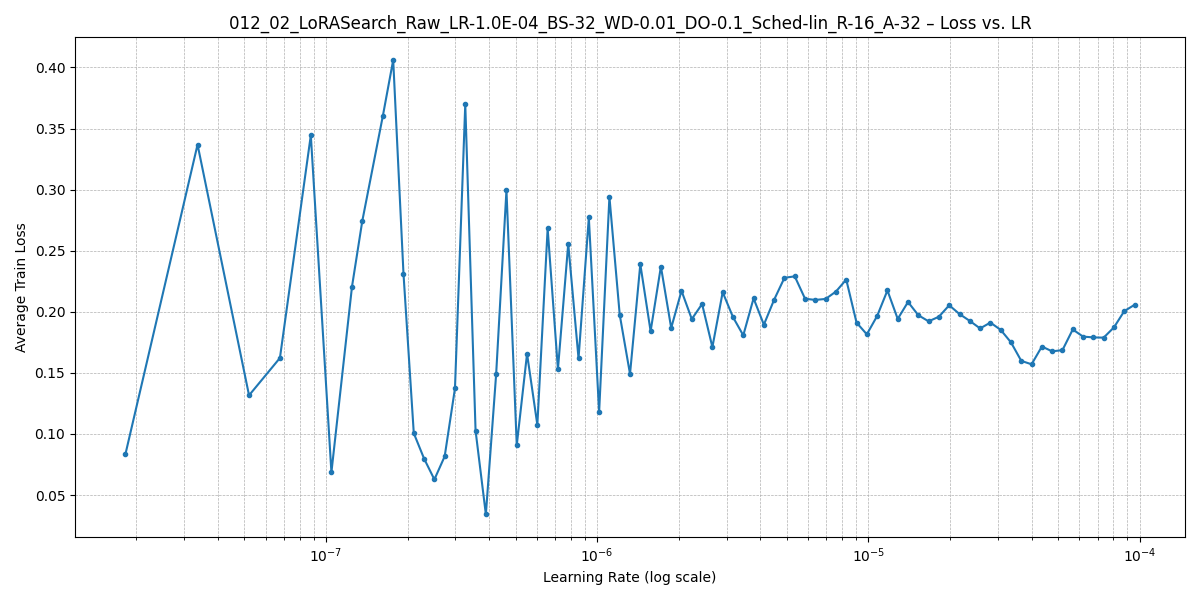 012_02_LoRASearch_Raw_LR-1.0E-04_BS-32_WD-0.01_DO-0.1_Sched-lin_R-16_A-32 – Loss vs. LR
0.40
0.35
0.30
0.25
0.20
0.15
0.10
0.05
Average Train Loss
10⁻⁷ 10⁻⁶ 10⁻⁵ 10⁻⁴
Learning Rate (log scale)